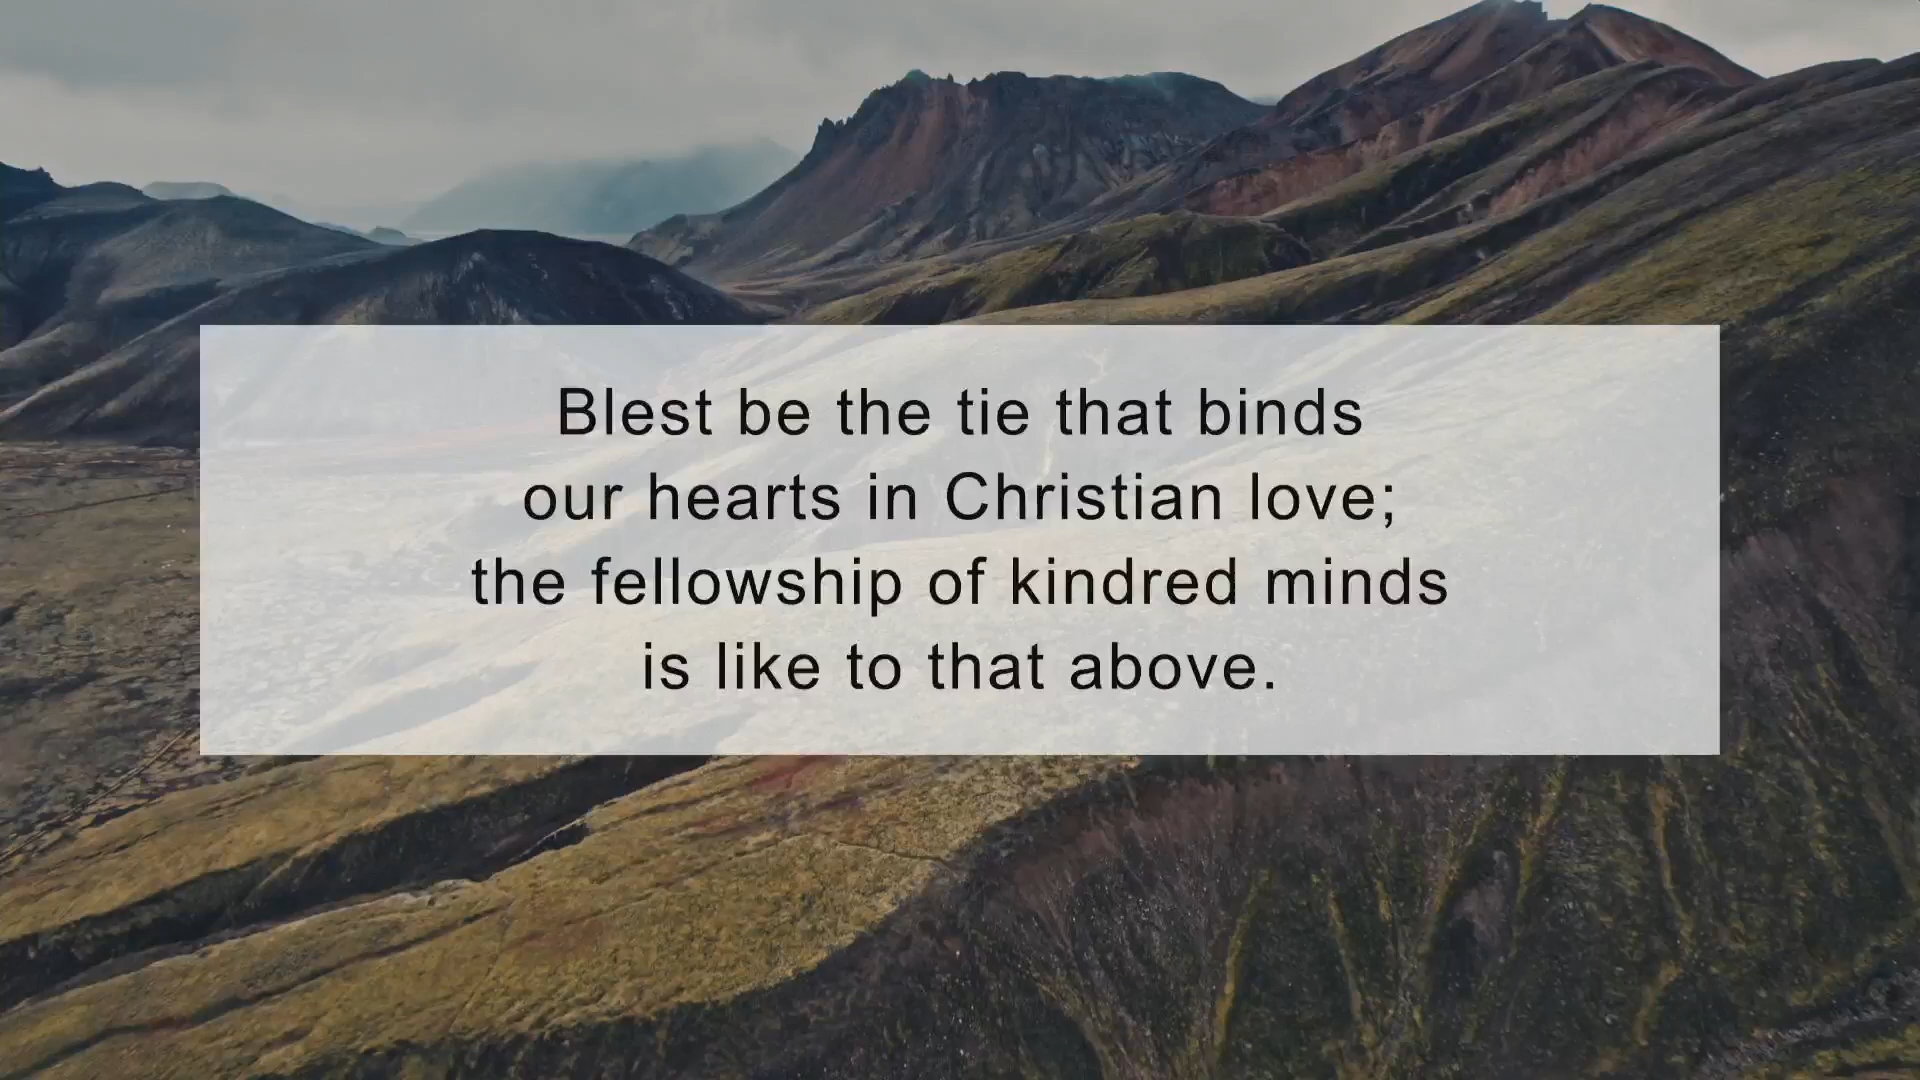 Blest be the tie that binds
our hearts in Christian love;
the fellowship of kindred minds
is like to that above.